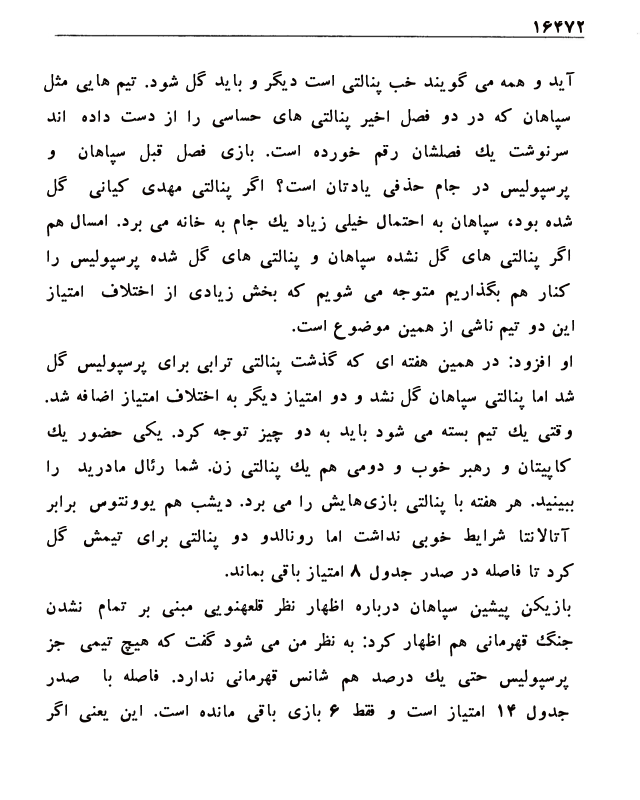 ۱۶۴۷۲
آید و همه می گویند خب پنالتی است دیگر و باید گل شود. تیم هایی مثل
سپاهان که در دو فصل اخیر پنالتی های حساسی را از دست داده اند
سرنوشت یك فصلشان رقم خورده است. بازی فصل قبل سپاهان و
پرسپولیس در جام حذفی یادتان است؟ اگر پنالتی مهدی کیانی گل
شده بود، سپاهان به احتمال خیلی زیاد یك جام به خانه می برد. امسال هم
اگر پنالتی های گل نشده سپاهان و پنالتی های گل شده پرسپولیس را
کنار هم بگذاریم متوجه می شویم که بخش زیادی از اختلاف امتیاز
این دو تیم ناشی از همین موضوع است.
او افزود: در همین هفته ای که گذشت پنالتی ترابی برای پرسپولیس گل
شد اما پنالتی سپاهان گل نشد و دو امتیاز دیگر به اختلاف امتیاز اضافه شد.
وقتی یك تیم بسته می شود باید به دو چیز توجه کرد. یکی حضور یك
کاپیتان و رهبر خوب و دومی هم یك پنالتی زن. شما رئال مادرید را
ببینید. هر هفته با پنالتی بازی‌هایش را می برد. دیشب هم یوونتوس برابر
آتالانتا شرایط خوبی نداشت اما رونالدو دو پنالتی برای تیمش گل
کرد تا فاصله در صدر جدول ۸ امتیاز باقی بماند.
بازیکن پیشین سپاهان درباره اظهار نظر قلعهنویی مبنی بر تمام نشدن
جنگ قهرمانی هم اظهار کرد: به نظر من می شود گفت که هیچ تیمی جز
پرسپولیس حتی یك درصد هم شانس قهرمانی ندارد. فاصله با صدر
جدول ۱۴ امتیاز است و فقط ۶ بازی باقی مانده است. این یعنی اگر